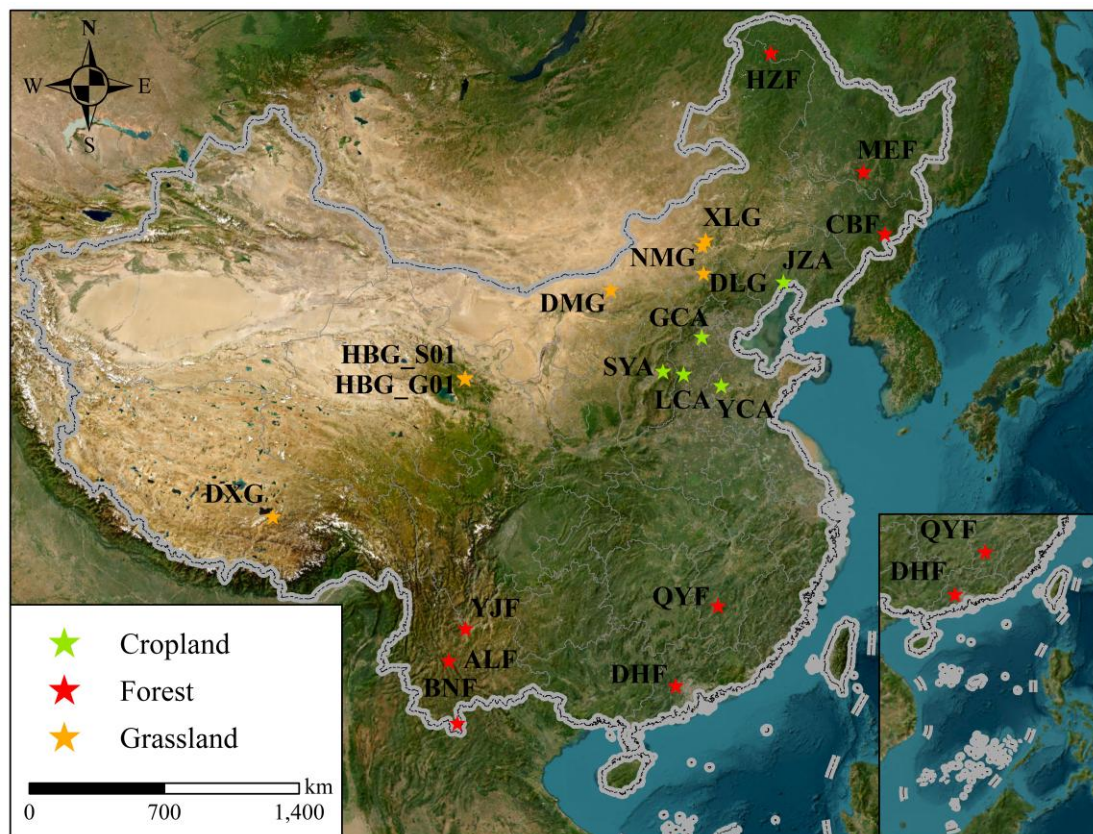 N
W E
S
HZF
MEF
XLG
CBF
NMG
JZA
DLG
DMG
GCA
HBG_S01
SYA
HBG_G01
LCA
YCA
DXG
QYF
DHF
YJF
QYF
ALF
DHF
BNF
Cropland
Forest
Grassland
km
0 700 1,400